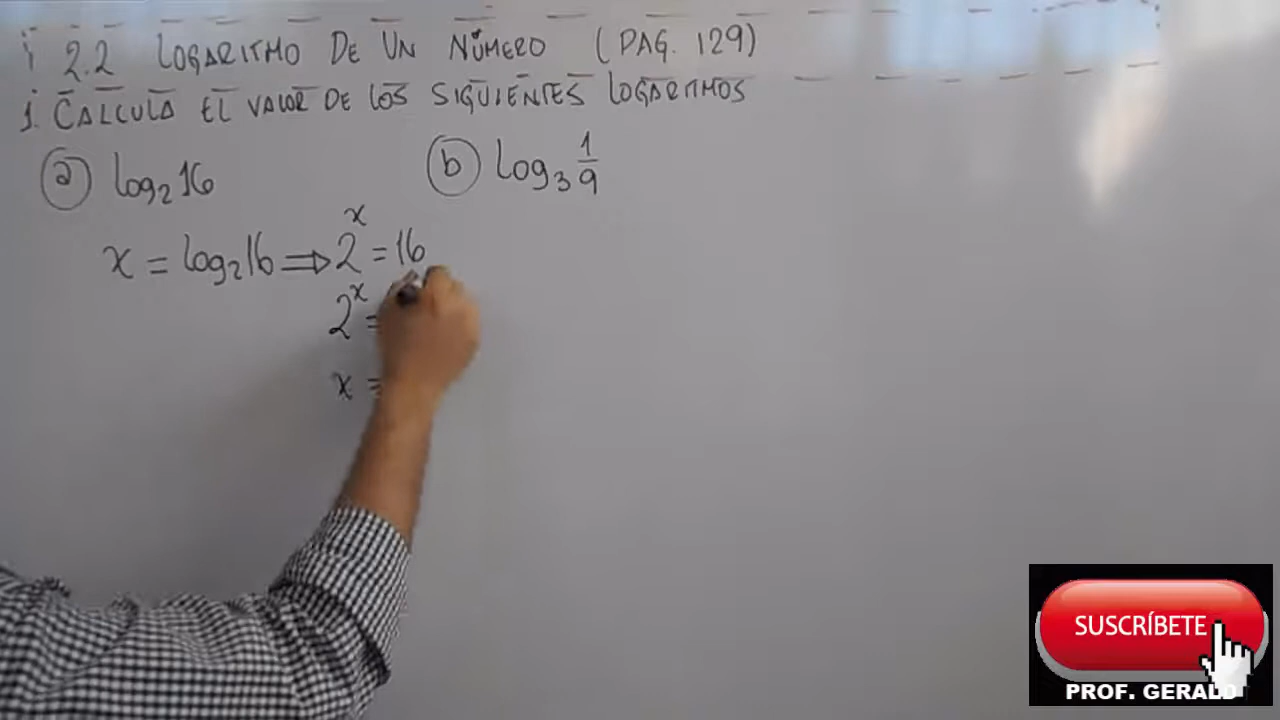 2.2 LOGARITMO DE UN NÚMERO (PAG. 129)
1. CALCULA EL VALOR DE LOS SIGUIENTES LOGARITMOS
a log₂16
b log₃ 1/9
x = log₂16 ⟹ 2ˣ = 16
2ˣ =
x =
SUSCRÍBETE
PROF. GERALD